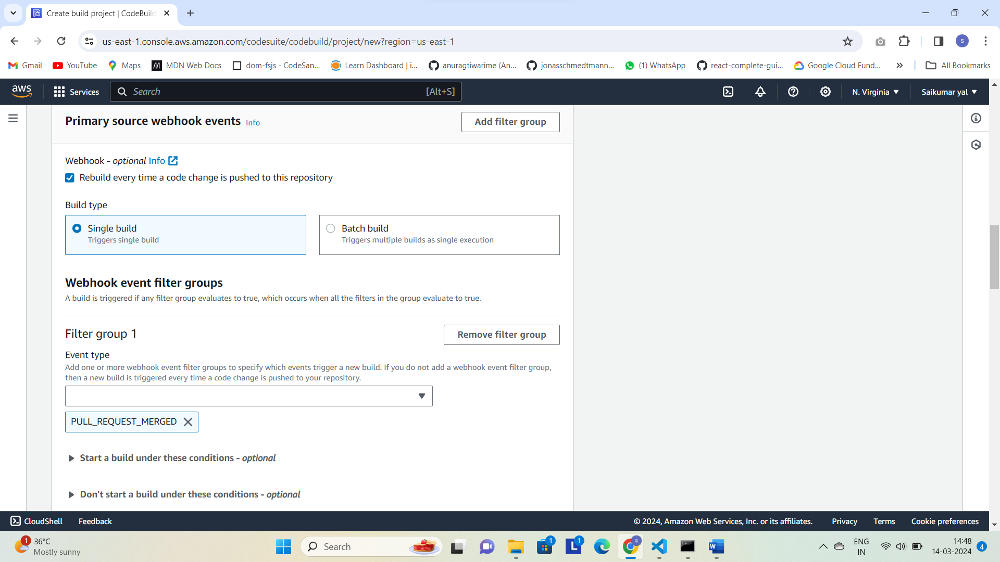 Create build project | CodeBuild
us-east-1.console.aws.amazon.com/codesuite/codebuild/project/new?region=us-east-1
S
Gmail
YouTube
Maps
MDN Web Docs
dom-fsjs - CodeSan...
Learn Dashboard | i...
anuragtiwarime (An...
jonasschmedtmann...
(1) WhatsApp
react-complete-gui...
Google Cloud Fund...
All Bookmarks
aws
Services
Search
[Alt+S]
N. Virginia
Saikumar yal
Primary source webhook events Info
Add filter group
Webhook - optional Info
Rebuild every time a code change is pushed to this repository
Build type
Single build
Triggers single build
Batch build
Triggers multiple builds as single execution
Webhook event filter groups
A build is triggered if any filter group evaluates to true, which occurs when all the filters in the group evaluate to true.
Filter group 1
Remove filter group
Event type
Add one or more webhook event filter groups to specify which events trigger a new build. If you do not add a webhook event filter group,
then a new build is triggered every time a code change is pushed to your repository.
PULL_REQUEST_MERGED
Start a build under these conditions - optional
Don't start a build under these conditions - optional
CloudShell
Feedback
© 2024, Amazon Web Services, Inc. or its affiliates.
Privacy
Terms
Cookie preferences
1
36°C
Mostly sunny
Search
1
L
1
S
W
ENG
IN
14:48
14-03-2024
4